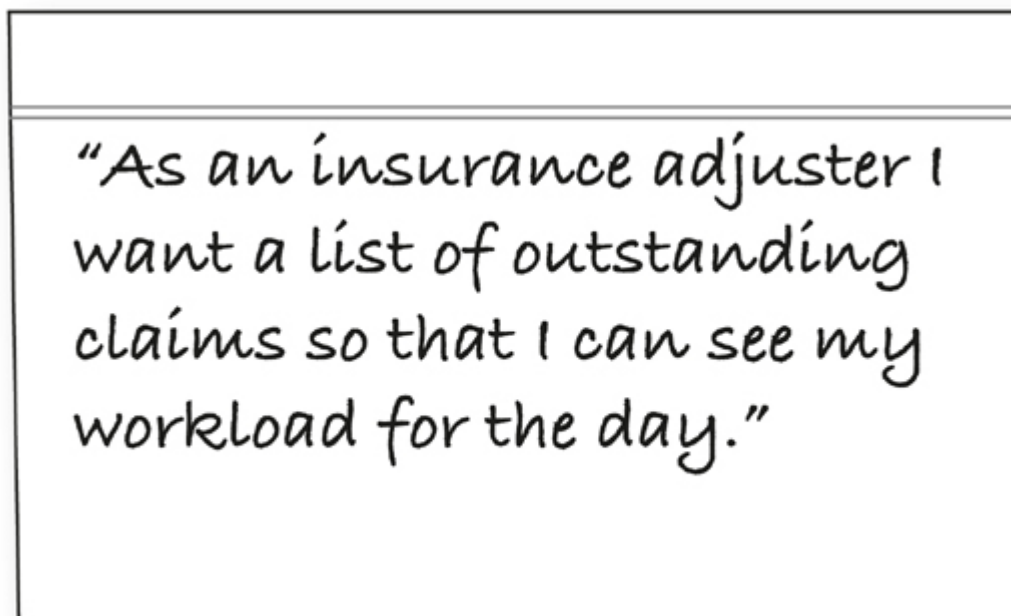 “As an insurance adjuster I
want a list of outstanding
claims so that I can see my
workload for the day.”